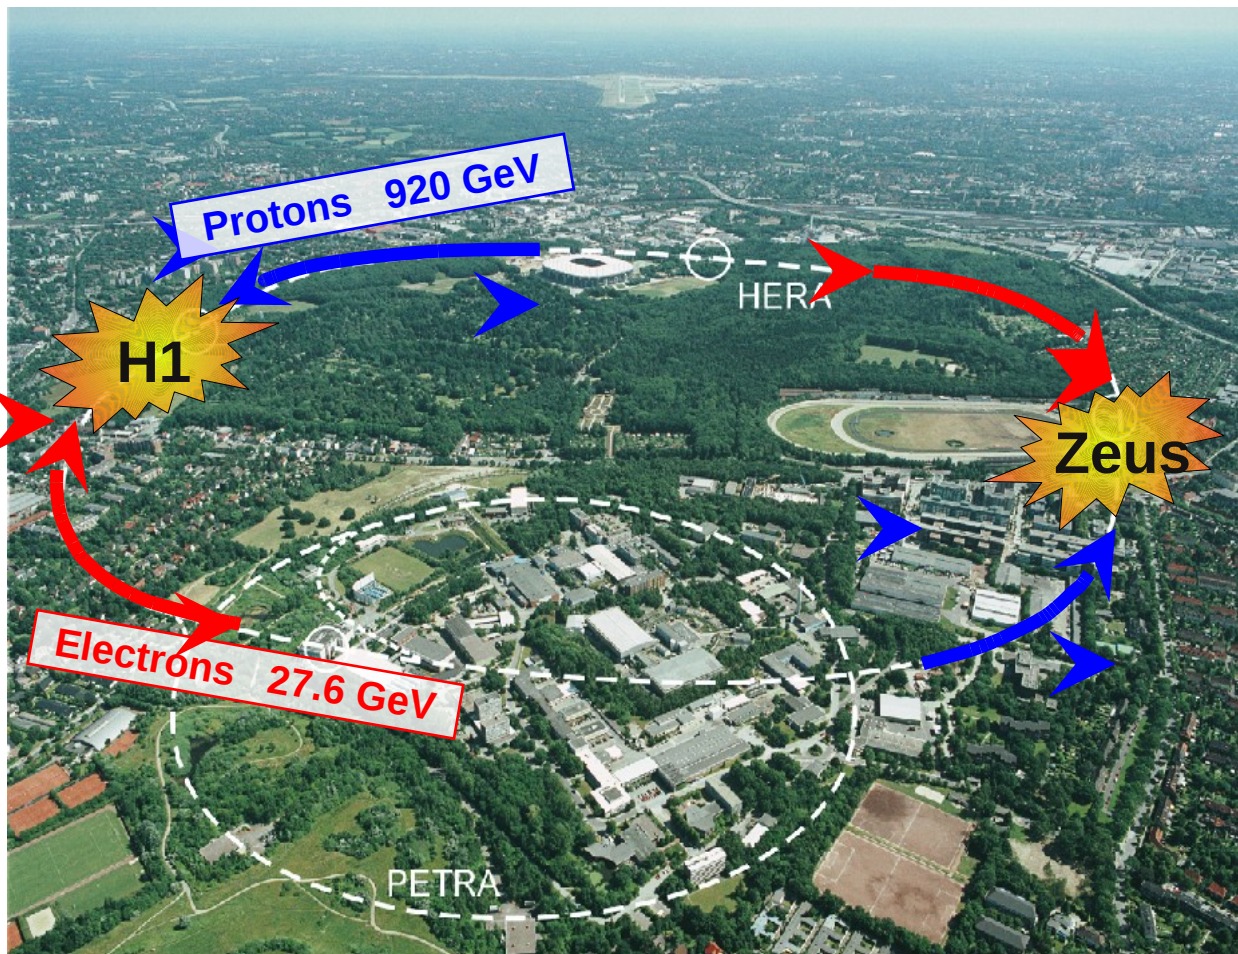 Protons 920 GeV
HERA
H1
Zeus
Electrons 27.6 GeV
PETRA